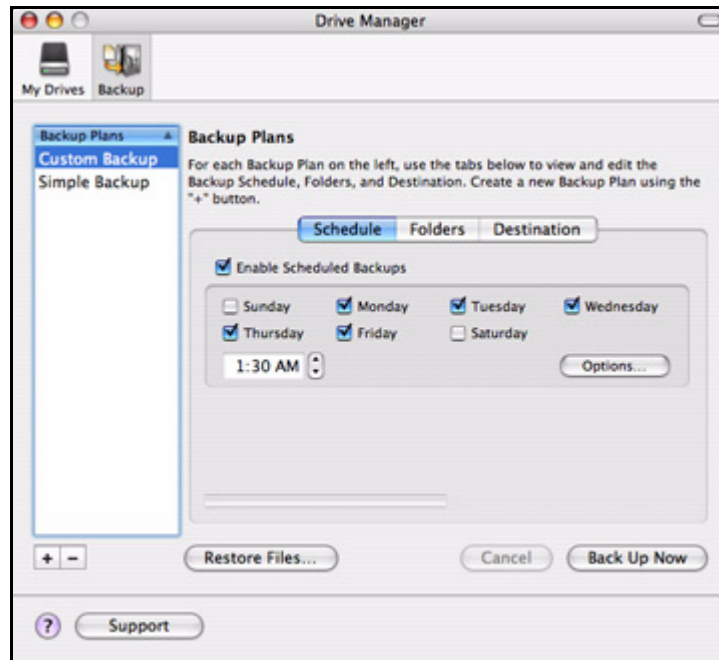 Drive Manager
My Drives Backup
Backup Plans
Custom Backup
Simple Backup
Backup Plans
For each Backup Plan on the left, use the tabs below to view and edit the
Backup Schedule, Folders, and Destination. Create a new Backup Plan using the
"+" button.
Schedule Folders Destination
Enable Scheduled Backups
Sunday Monday Tuesday Wednesday
Thursday Friday Saturday
1:30 AM Options...
+ - Restore Files... Cancel Back Up Now
? Support